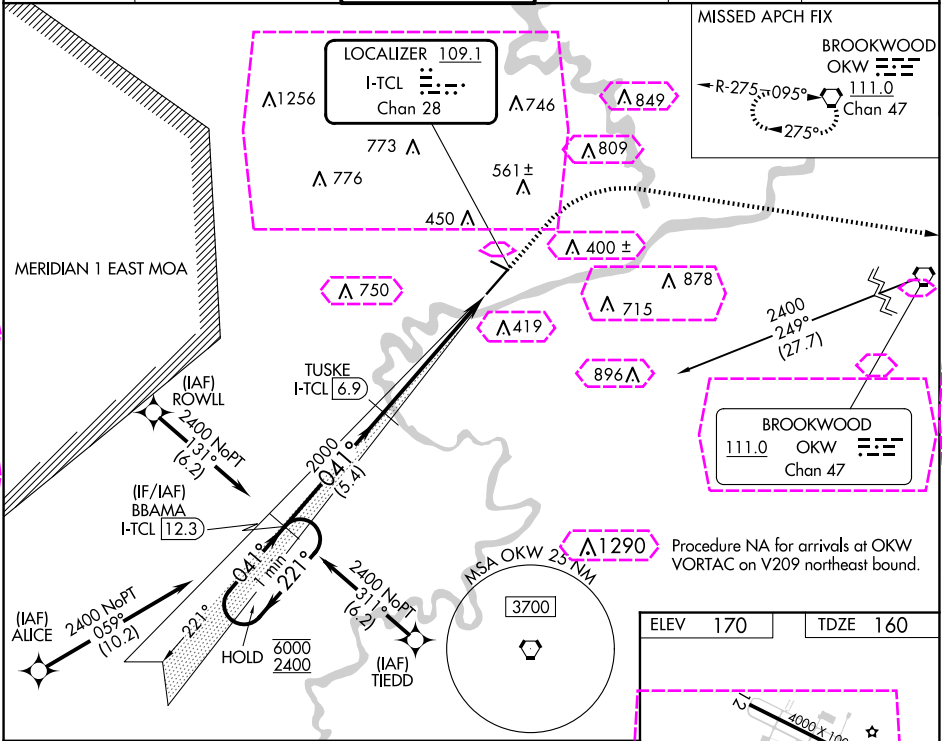 MISSED APCH FIX
BROOKWOOD
OKW
111.0
Chan 47
R-275
095°
275°
LOCALIZER 109.1
I-TCL
Chan 28
1256
746
849
773
809
776
561±
450
400 ±
MERIDIAN 1 EAST MOA
750
878
715
419
2400
249°
(27.7)
896
TUSKE
I-TCL 6.9
(IAF)
ROWLL
2400 NoPT
131°
(6.2)
BROOKWOOD
111.0 OKW
Chan 47
2000
041°
(5.4)
(IF/IAF)
BBAMA
I-TCL 12.3
1290
Procedure NA for arrivals at OKW
VORTAC on V209 northeast bound.
041°
1 min
221°
MSA OKW 25 NM
3700
2400 NoPT
311°
(6.2)
(IAF)
TIEDD
(IAF)
ALICE
2400 NoPT
059°
(10.2)
221°
HOLD 6000
2400
ELEV 170 TDZE 160
12
4000 X 100